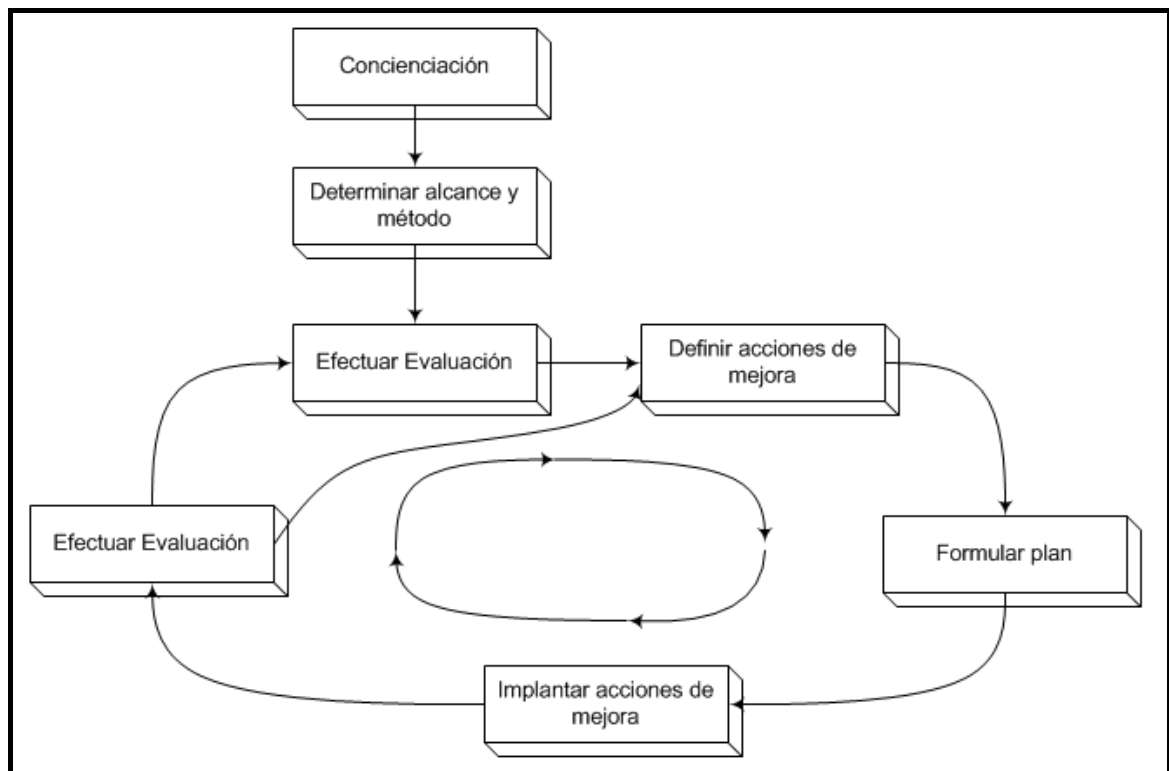 Concienciación
Determinar alcance y
método
Efectuar Evaluación
Definir acciones de
mejora
Efectuar Evaluación
Formular plan
Implantar acciones de
mejora